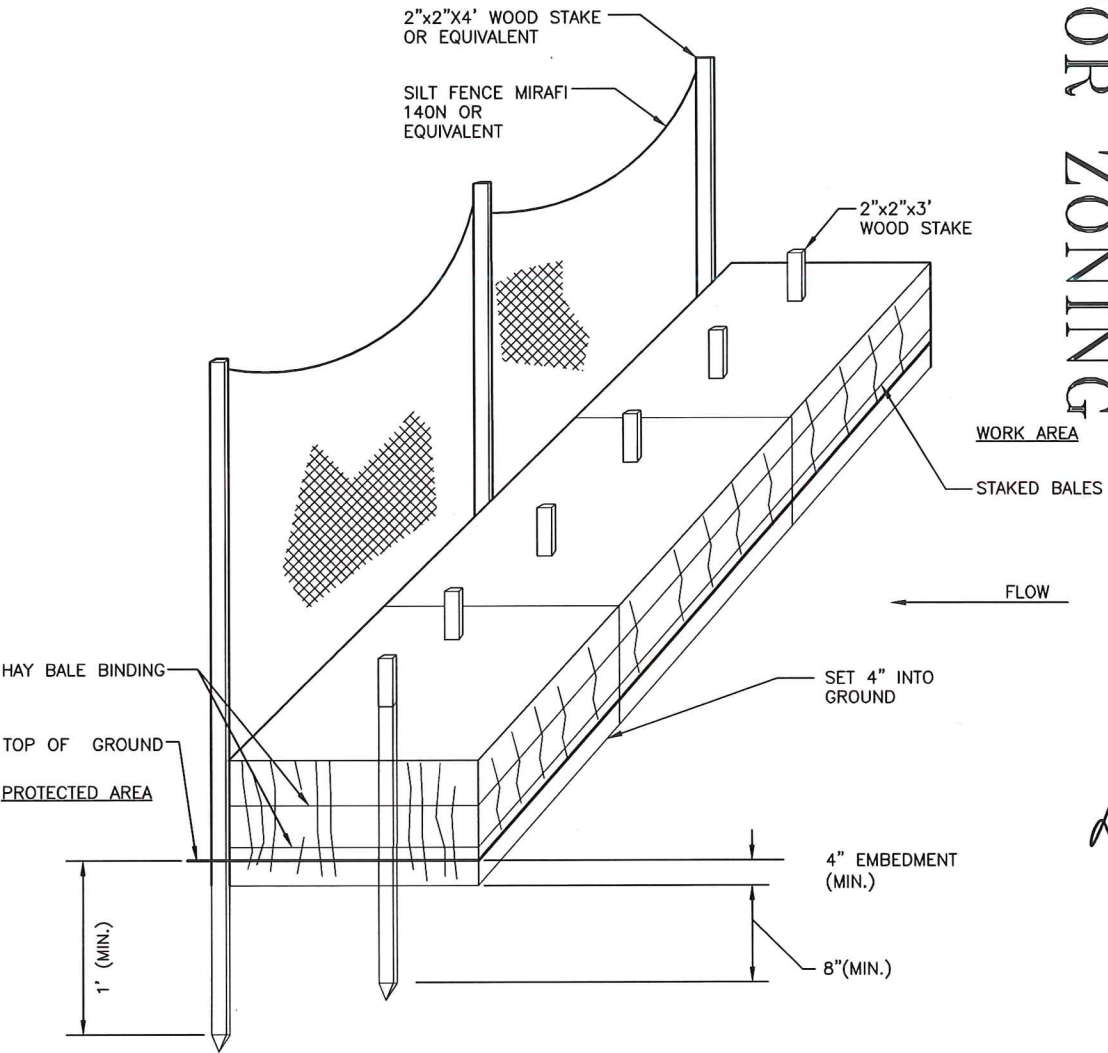 2"x2"X4' WOOD STAKE
OR EQUIVALENT
SILT FENCE MIRAFI
140N OR
EQUIVALENT
2"x2"x3'
WOOD STAKE
OR ZONING
WORK AREA
STAKED BALES
FLOW
HAY BALE BINDING
SET 4" INTO
GROUND
TOP OF GROUND
PROTECTED AREA
4" EMBEDMENT
(MIN.)
1' (MIN.)
8"(MIN.)